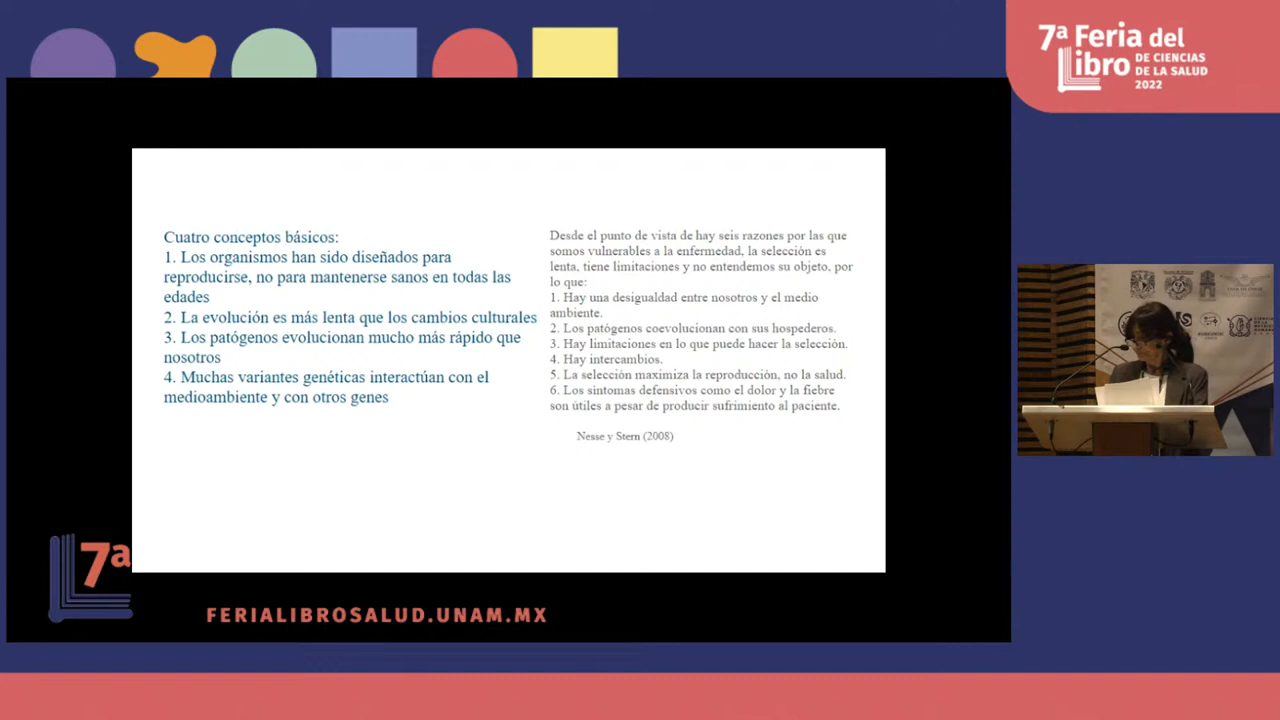 7ª Feria del
Libro DE CIENCIAS
DE LA SALUD
2022
Cuatro conceptos básicos:
1. Los organismos han sido diseñados para
reproducirse, no para mantenerse sanos en todas las
edades
2. La evolución es más lenta que los cambios culturales
3. Los patógenos evolucionan mucho más rápido que
nosotros
4. Muchas variantes genéticas interactúan con el
medioambiente y con otros genes
Desde el punto de vista de hay seis razones por las que
somos vulnerables a la enfermedad, la selección es
lenta, tiene limitaciones y no entendemos su objeto, por
lo que:
1. Hay una desigualdad entre nosotros y el medio
ambiente.
2. Los patógenos coevolucionan con sus hospederos.
3. Hay limitaciones en lo que puede hacer la selección.
4. Hay intercambios.
5. La selección maximiza la reproducción, no la salud.
6. Los síntomas defensivos como el dolor y la fiebre
son útiles a pesar de producir sufrimiento al paciente.
Nesse y Stern (2008)
7ª
FERIALIBROSALUD.UNAM.MX